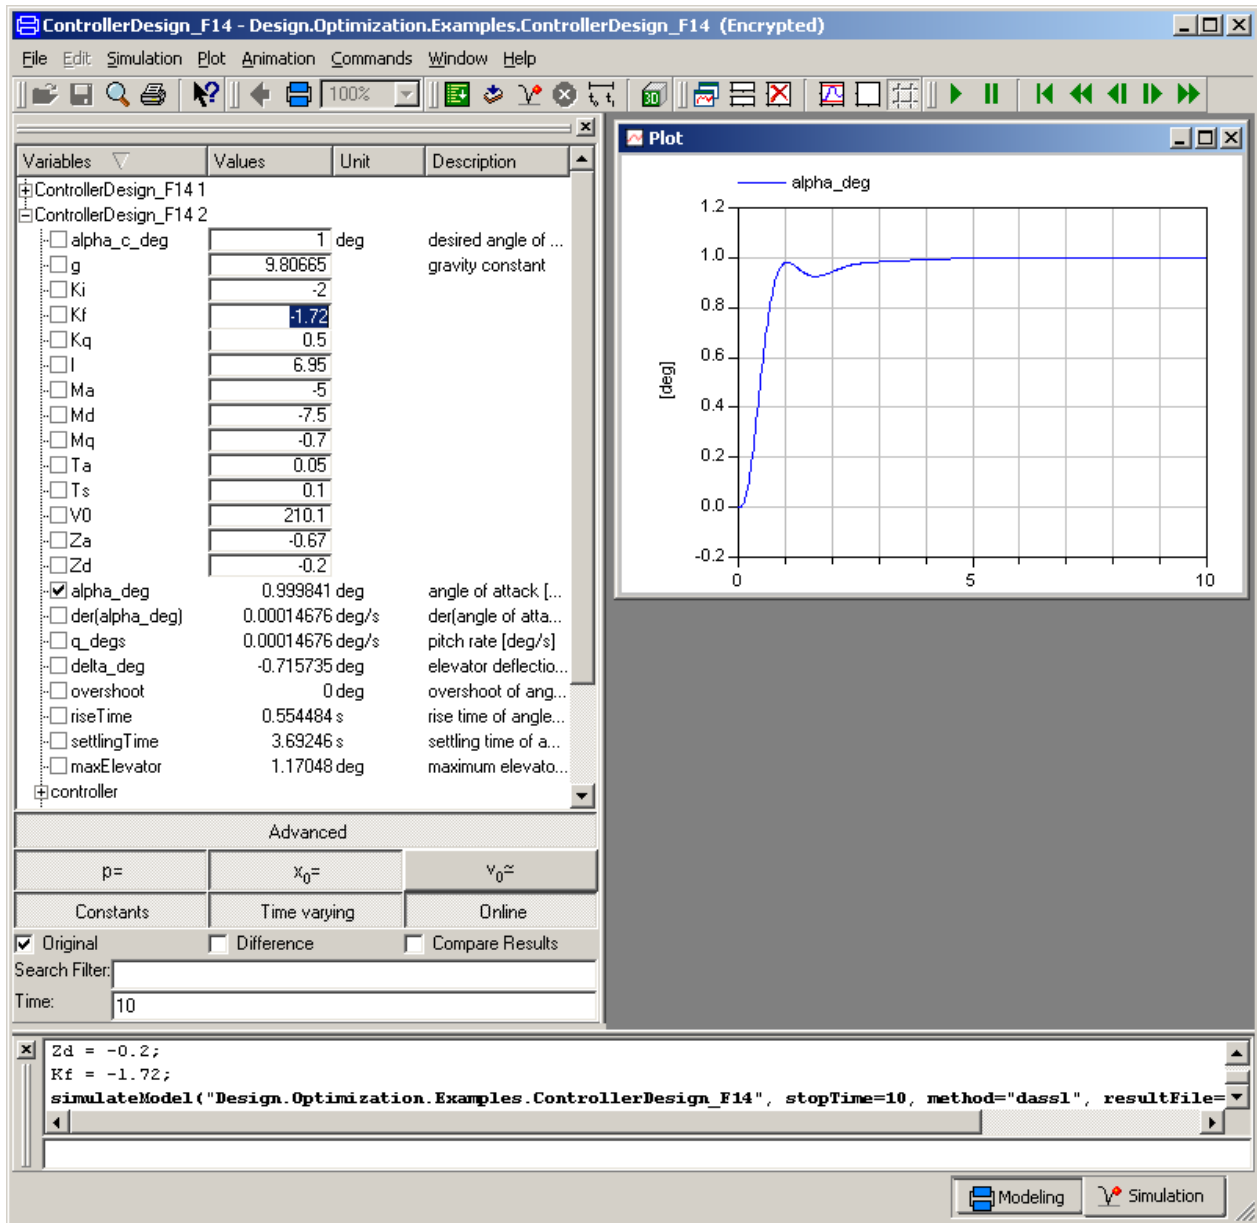 ControllerDesign_F14 - Design.Optimization.Examples.ControllerDesign_F14 (Encrypted)
File Edit Simulation Plot Animation Commands Window Help
100%
3D
Variables Values Unit Description
ControllerDesign_F14 1
ControllerDesign_F14 2
alpha_c_deg 1 deg desired angle of ...
g 9.80665 gravity constant
Ki -2
Kf -1.72
Kq 0.5
l 6.95
Ma -5
Md -7.5
Mq -0.7
Ta 0.05
Ts 0.1
V0 210.1
Za -0.67
Zd -0.2
alpha_deg 0.999841 deg angle of attack [...
der(alpha_deg) 0.00014676 deg/s der(angle of atta...
q_degs 0.00014676 deg/s pitch rate [deg/s]
delta_deg -0.715735 deg elevator deflectio...
overshoot 0 deg overshoot of ang...
riseTime 0.554484 s rise time of angle...
settlingTime 3.69246 s settling time of a...
maxElevator 1.17048 deg maximum elevato...
controller
Advanced
p= x0= v0≃
Constants Time varying Online
Original Difference Compare Results
Search Filter:
Time: 10
Plot
alpha_deg
1.2
1.0
0.8
0.6
0.4
0.2
0.0
-0.2
[deg]
0 5 10
Zd = -0.2;
Kf = -1.72;
simulateModel("Design.Optimization.Examples.ControllerDesign_F14", stopTime=10, method="dassl", resultFile=
Modeling Simulation